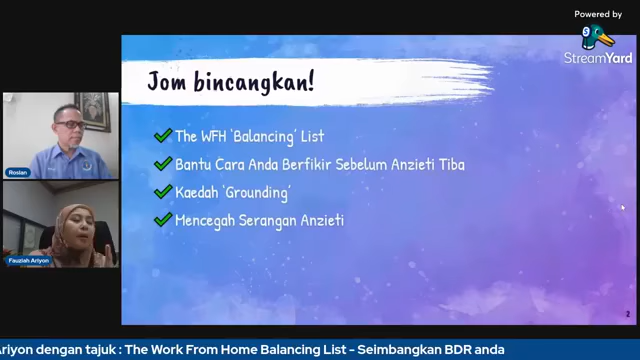 Powered by
StreamYard
Jom bincangkan!
The WFH ‘Balancing’ List
Bantu Cara Anda Berfikir Sebelum Anzieti Tiba
Kaedah ‘Grounding’
Mencegah Serangan Anzieti
Roslan
Fauziah Ariyon
2
Ariyon dengan tajuk : The Work From Home Balancing List - Seimbangkan BDR anda